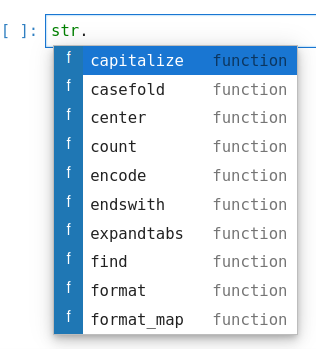 [ ]: str.
f capitalize function
f casefold function
f center function
f count function
f encode function
f endswith function
f expandtabs function
f find function
f format function
f format_map function